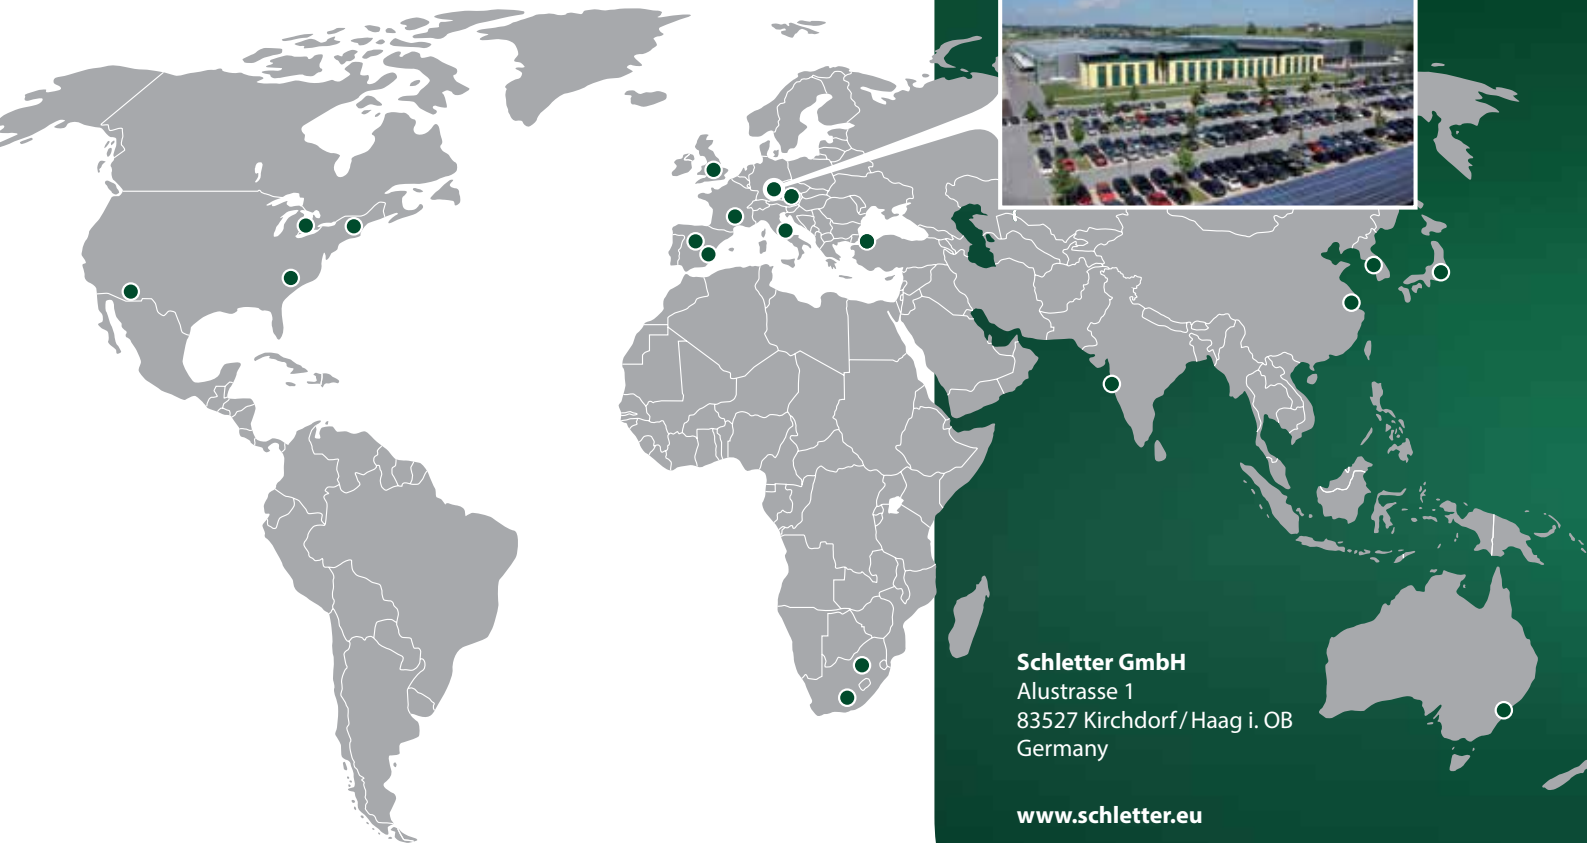 Schletter GmbH
Alustrasse 1
83527 Kirchdorf / Haag i. OB
Germany
www.schletter.eu